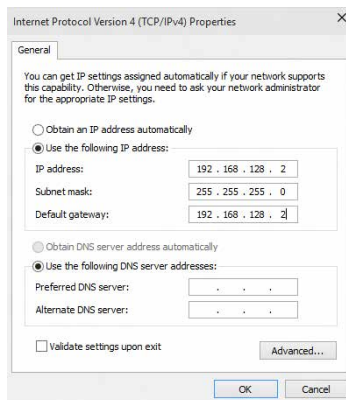 Internet Protocol Version 4 (TCP/IPv4) Properties
General
You can get IP settings assigned automatically if your network supports
this capability. Otherwise, you need to ask your network administrator
for the appropriate IP settings.
Obtain an IP address automatically
Use the following IP address:
IP address: 192 . 168 . 128 . 2
Subnet mask: 255 . 255 . 255 . 0
Default gateway: 192 . 168 . 128 . 2
Obtain DNS server address automatically
Use the following DNS server addresses:
Preferred DNS server: . . .
Alternate DNS server: . . .
Validate settings upon exit
Advanced...
OK Cancel